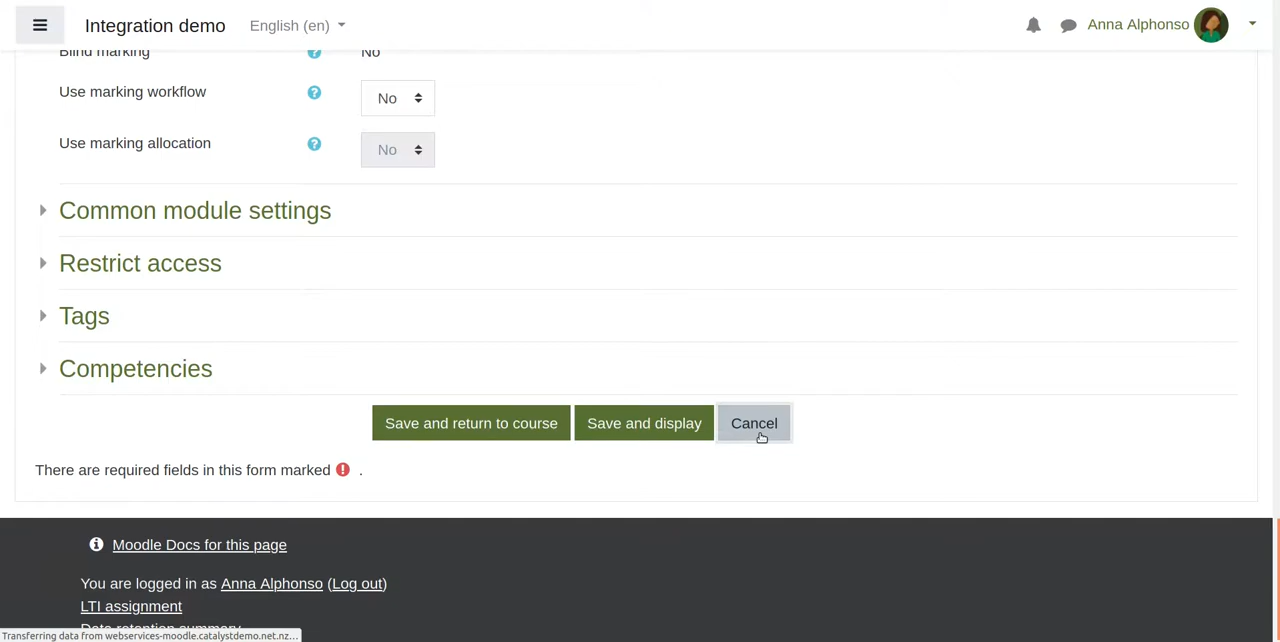 Integration demo English (en) Anna Alphonso
Blind marking No
Use marking workflow No
Use marking allocation No
Common module settings
Restrict access
Tags
Competencies
Save and return to course Save and display Cancel
There are required fields in this form marked .
Moodle Docs for this page
You are logged in as Anna Alphonso (Log out)
LTI assignment
Data retention summary
Transferring data from webservices-moodle.catalystdemo.net.nz...